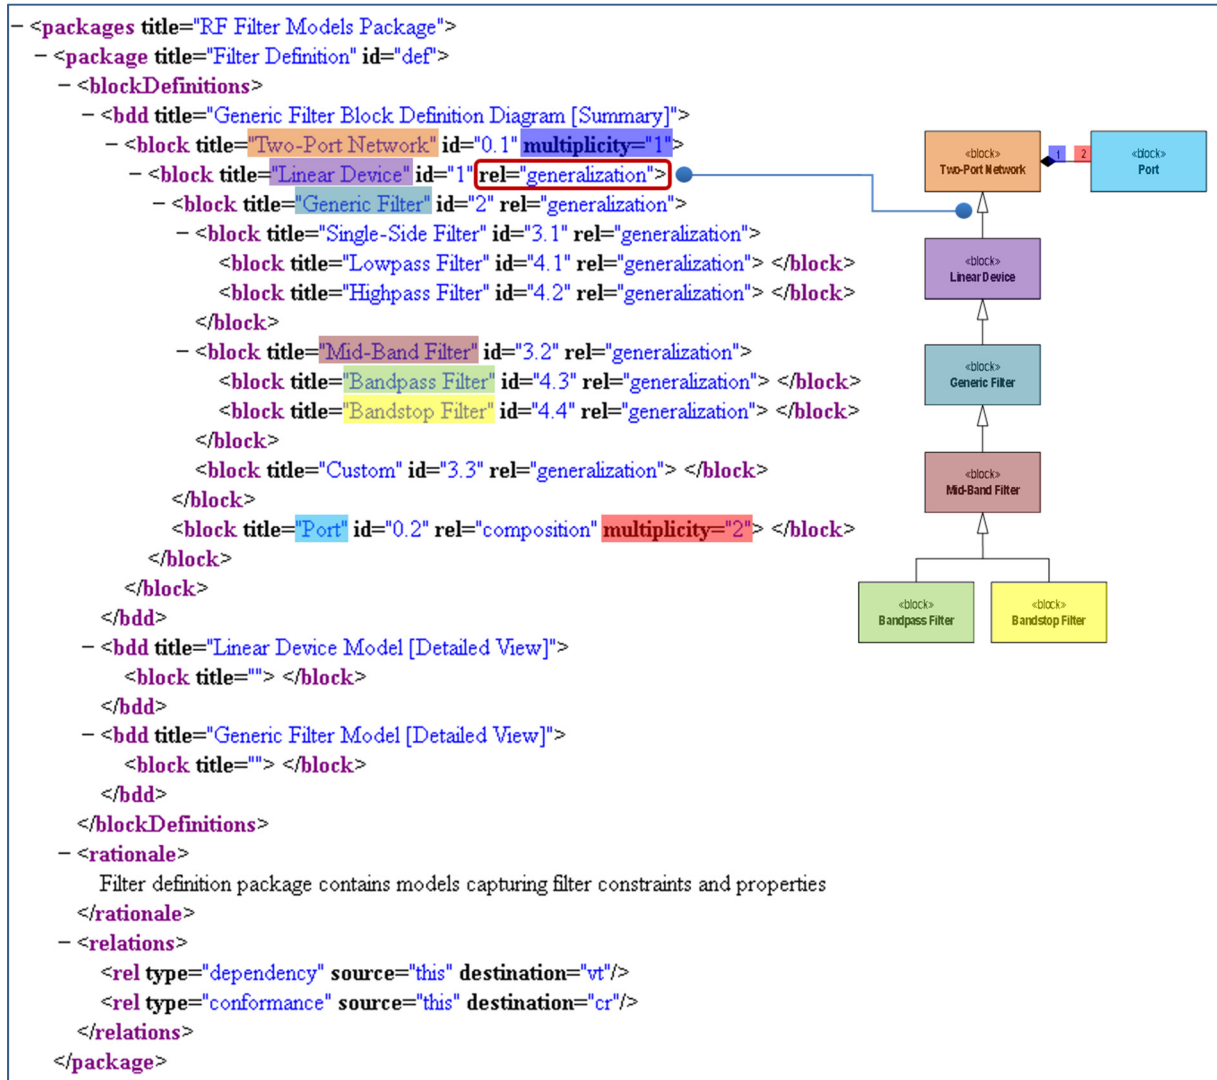 − <packages title="RF Filter Models Package">
− <package title="Filter Definition" id="def">
− <blockDefinitions>
− <bdd title="Generic Filter Block Definition Diagram [Summary]">
− <block title="Two-Port Network" id="0.1" multiplicity="1">
− <block title="Linear Device" id="1" rel="generalization">
− <block title="Generic Filter" id="2" rel="generalization">
− <block title="Single-Side Filter" id="3.1" rel="generalization">
<block title="Lowpass Filter" id="4.1" rel="generalization"> </block>
<block title="Highpass Filter" id="4.2" rel="generalization"> </block>
</block>
− <block title="Mid-Band Filter" id="3.2" rel="generalization">
<block title="Bandpass Filter" id="4.3" rel="generalization"> </block>
<block title="Bandstop Filter" id="4.4" rel="generalization"> </block>
</block>
<block title="Custom" id="3.3" rel="generalization"> </block>
</block>
<block title="Port" id="0.2" rel="composition" multiplicity="2"> </block>
</block>
</block>
</bdd>
− <bdd title="Linear Device Model [Detailed View]">
<block title=""> </block>
</bdd>
− <bdd title="Generic Filter Model [Detailed View]">
<block title=""> </block>
</bdd>
</blockDefinitions>
− <rationale>
Filter definition package contains models capturing filter constraints and properties
</rationale>
− <relations>
<rel type="dependency" source="this" destination="vt"/>
<rel type="conformance" source="this" destination="cr"/>
</relations>
</package>
«block»
Two-Port Network
1
2
«block»
Port
«block»
Linear Device
«block»
Generic Filter
«block»
Mid-Band Filter
«block»
Bandpass Filter
«block»
Bandstop Filter